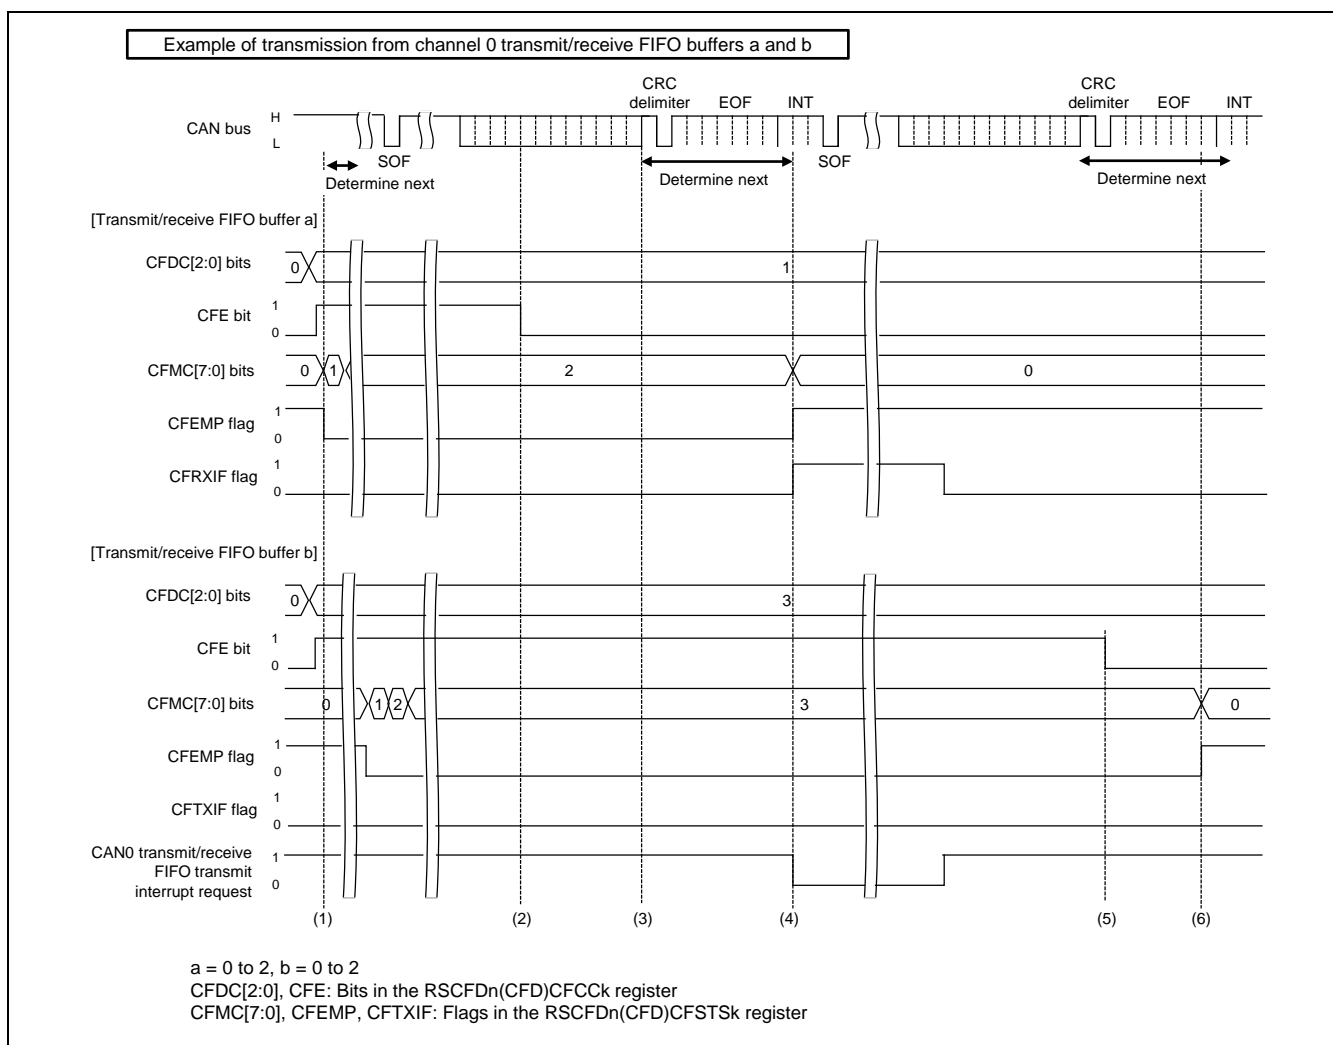 Example of transmission from channel 0 transmit/receive FIFO buffers a and b
CRC delimiter EOF INT CRC delimiter EOF INT
CAN bus H L
SOF SOF
Determine next Determine next Determine next
[Transmit/receive FIFO buffer a]
CFDC[2:0] bits 0 1
CFE bit 1 0
CFMC[7:0] bits 0 1 2 0
CFEMP flag 1 0
CFRXIF flag 1 0
[Transmit/receive FIFO buffer b]
CFDC[2:0] bits 0 3
CFE bit 1 0
CFMC[7:0] bits 0 1 2 3 0
CFEMP flag 1 0
CFTXIF flag 1 0
CAN0 transmit/receive 1
FIFO transmit
interrupt request 0
(1) (2) (3) (4) (5) (6)
a = 0 to 2, b = 0 to 2
CFDC[2:0], CFE: Bits in the RSCFDn(CFD)CFCCk register
CFMC[7:0], CFEMP, CFTXIF: Flags in the RSCFDn(CFD)CFSTSk register